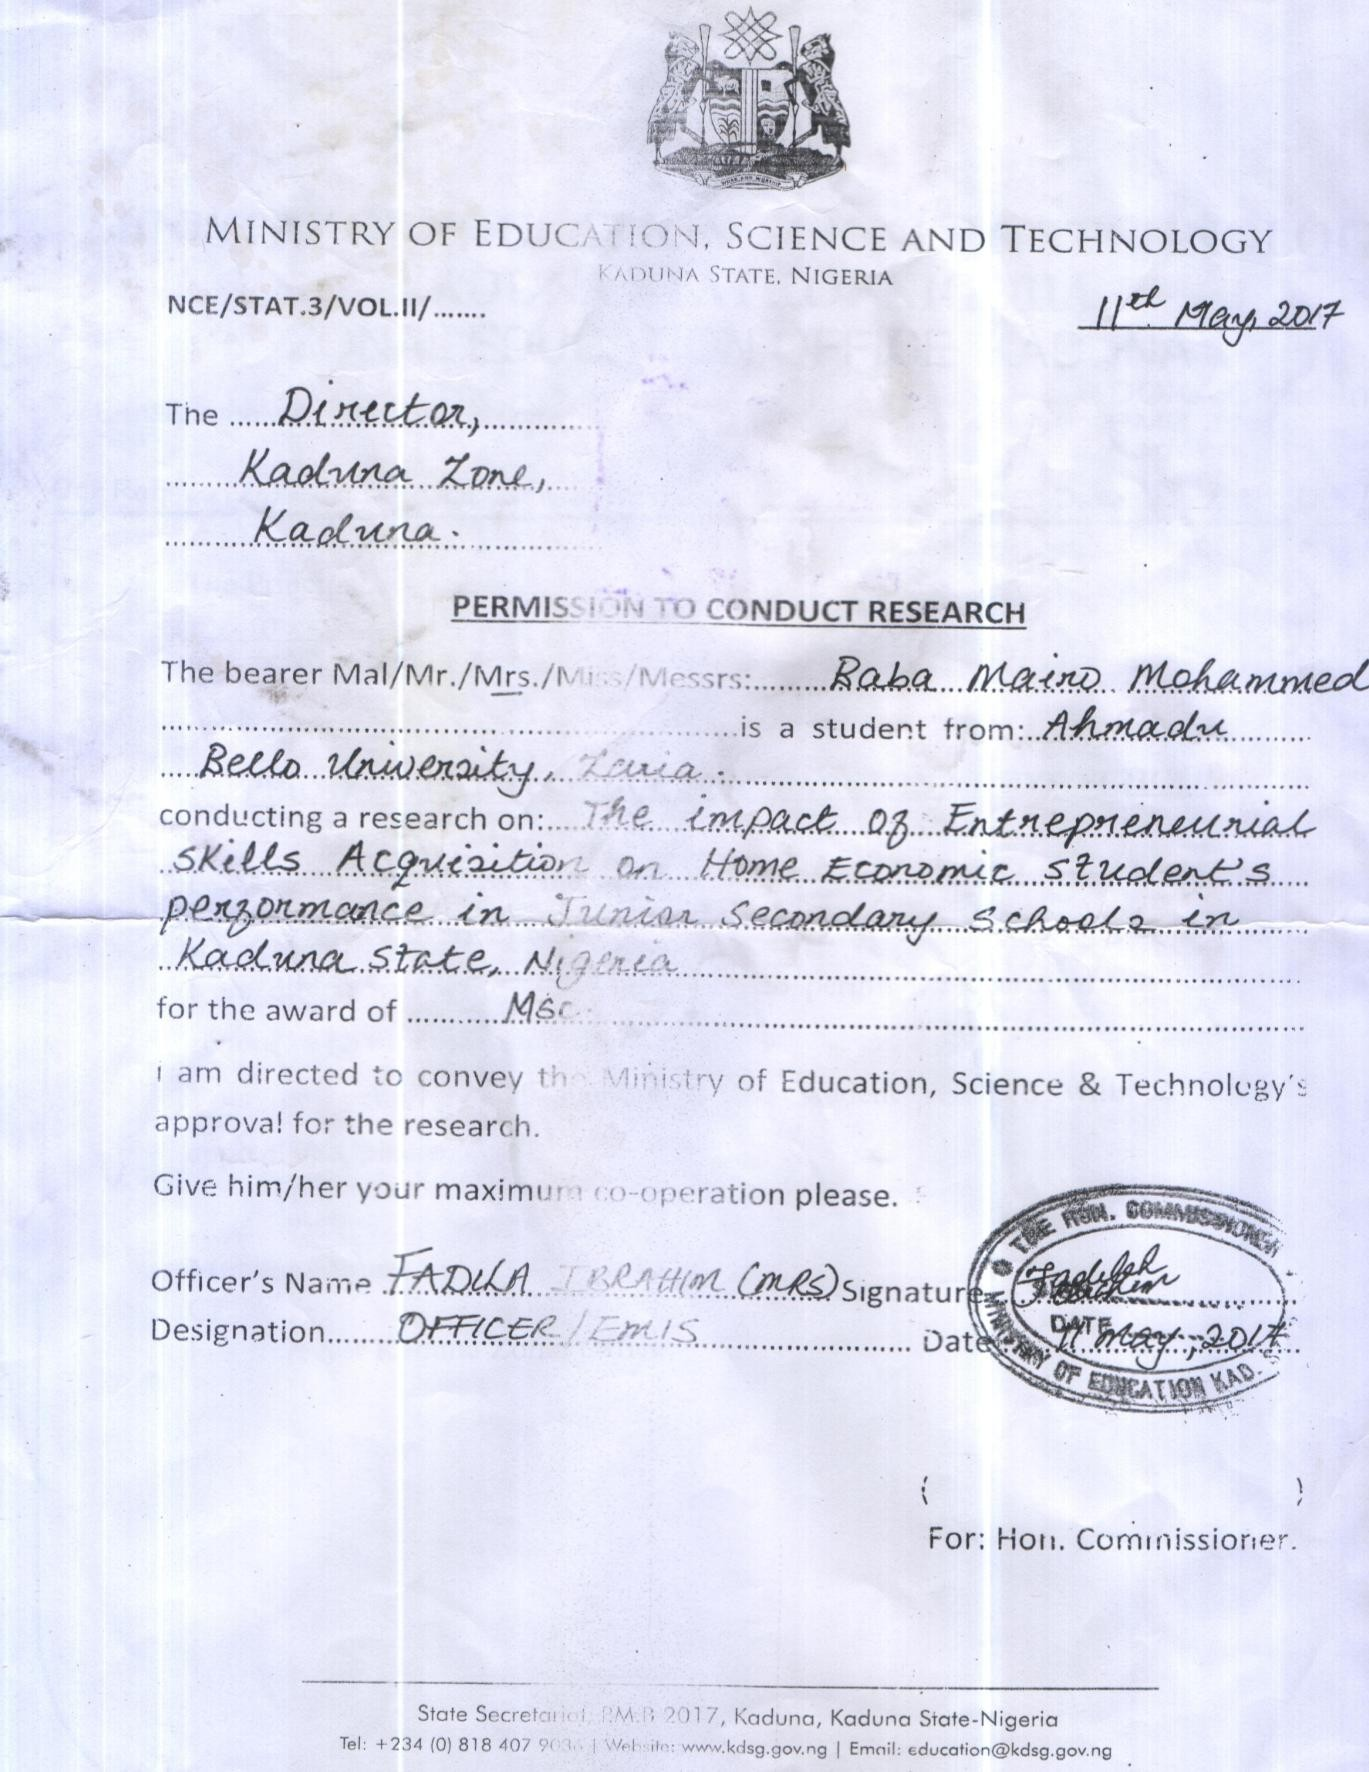 MINISTRY OF EDUCATION, SCIENCE AND TECHNOLOGY
KADUNA STATE, NIGERIA
NCE/STAT.3/VOL.II/.......
11th May, 2017
The ......Director,...............
.........Kaduna Zone,....
.........Kaduna.................
PERMISSION TO CONDUCT RESEARCH
The bearer Mal/Mr./Mrs./Miss/Messrs:.........Baba Mairo Mohammed
..........................................................is a student from: Ahmadu.........
....Bello University, Zaria.................
conducting a research on:....The impact of Entrepreneurial
Skills Acquisition on Home Economic Student's
performance in Junior Secondary Schools in
Kaduna State, Nigeria....................
for the award of ..........Msc....................
I am directed to convey the Ministry of Education, Science & Technology's
approval for the research.
Give him/her your maximum co-operation please.
Officer's Name FADILA IBRAHIM (MRS) Signature
Designation.......OFFICER/EMIS.................... Date 11 May, 2017
THE HON. COMMISSIONER
DATE
MINISTRY OF EDUCATION KAD.
( )
For: Hon. Commissioner.
State Secretariat, P.M.B 2017, Kaduna, Kaduna State-Nigeria
Tel: +234 (0) 818 407 9036 | Website: www.kdsg.gov.ng | Email: education@kdsg.gov.ng